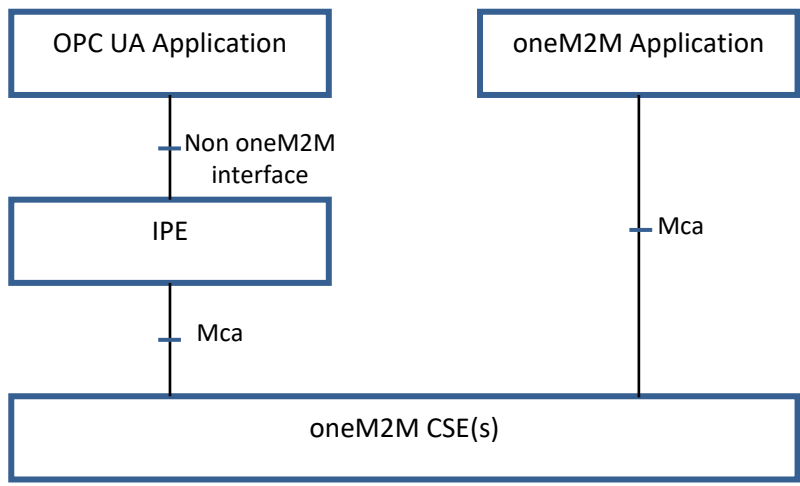 OPC UA Application
oneM2M Application
Non oneM2M
interface
IPE
Mca
Mca
oneM2M CSE(s)